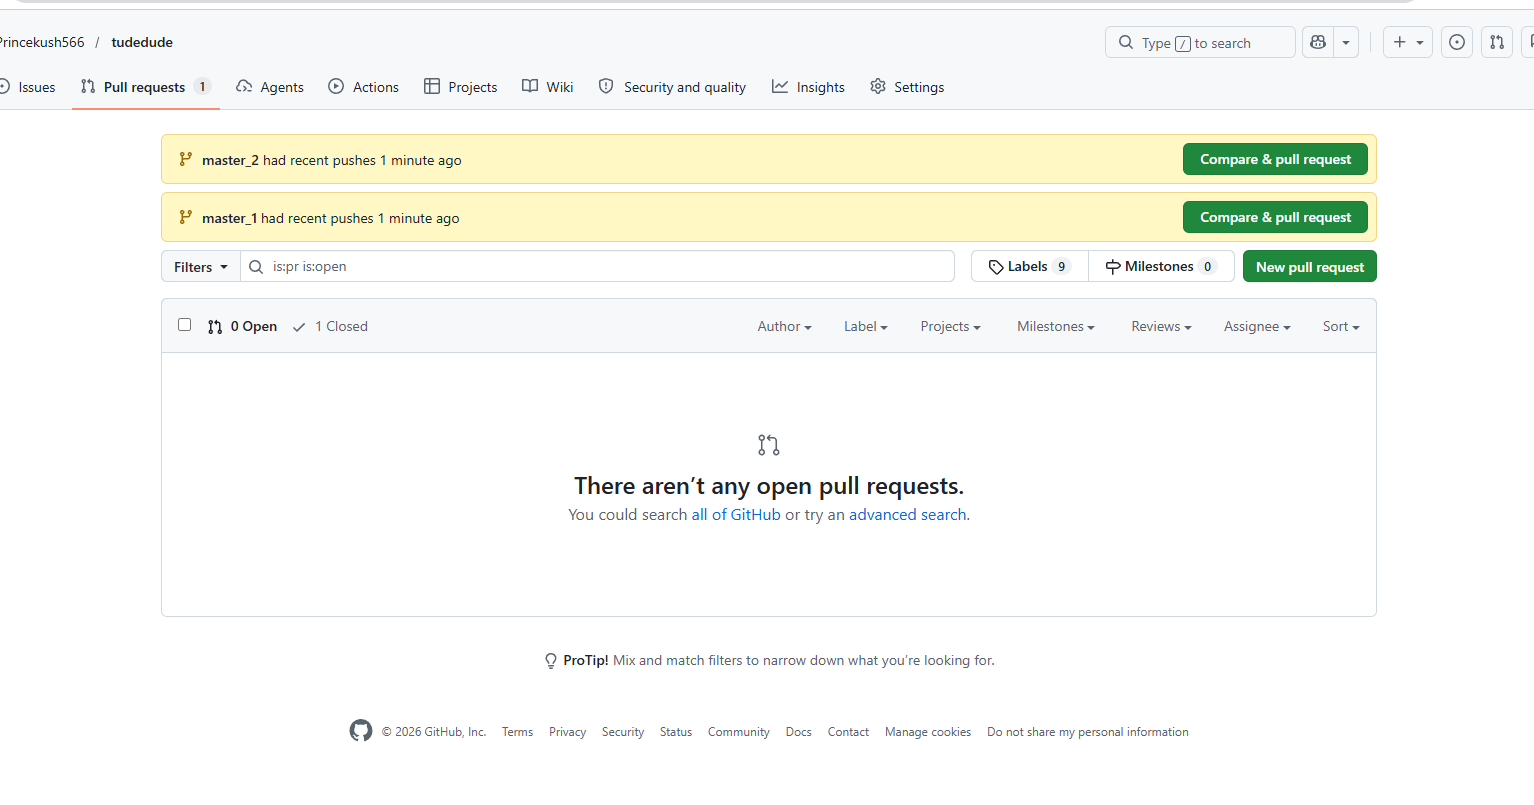 Princekush566 / tudedude
Type / to search
Issues Pull requests 1 Agents Actions Projects Wiki Security and quality Insights Settings
master_2 had recent pushes 1 minute ago Compare & pull request
master_1 had recent pushes 1 minute ago Compare & pull request
Filters is:pr is:open Labels 9 Milestones 0 New pull request
0 Open 1 Closed Author Label Projects Milestones Reviews Assignee Sort
There aren’t any open pull requests.
You could search all of GitHub or try an advanced search.
ProTip! Mix and match filters to narrow down what you’re looking for.
© 2026 GitHub, Inc. Terms Privacy Security Status Community Docs Contact Manage cookies Do not share my personal information